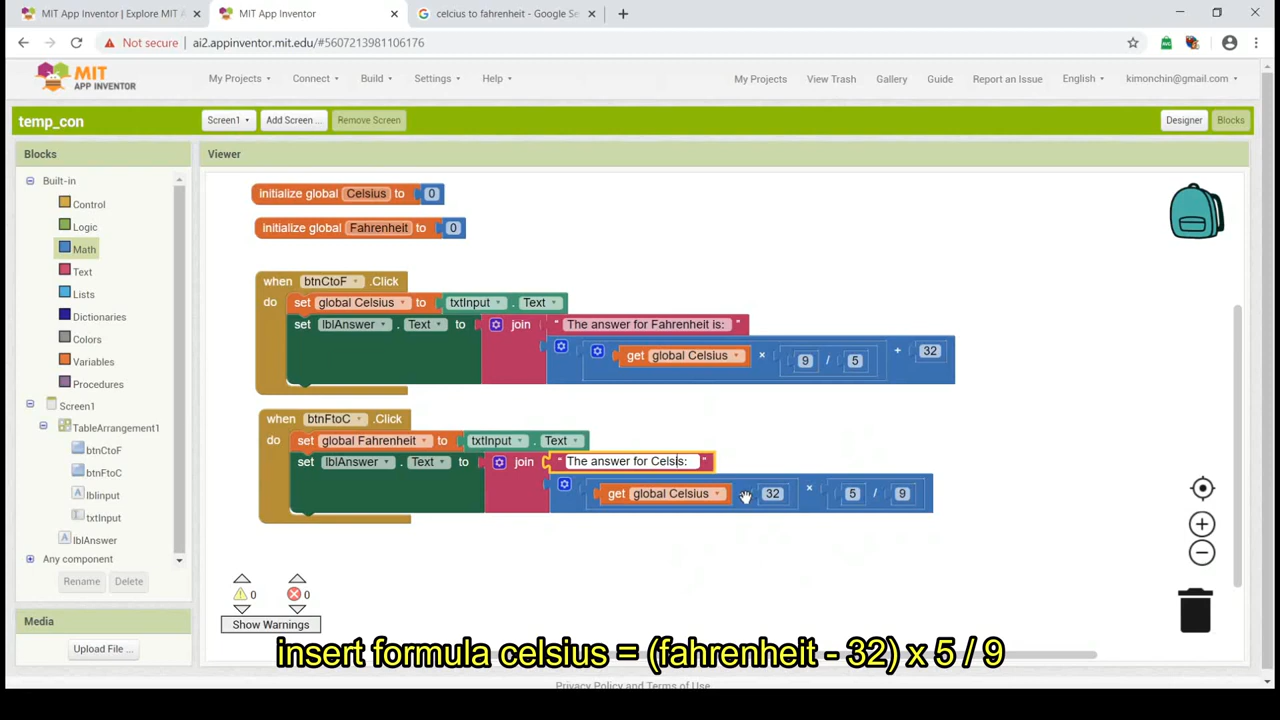 MIT App Inventor | Explore MIT A
MIT App Inventor
celcius to fahrenheit - Google Se
Not secure | ai2.appinventor.mit.edu/#5607213981106176
MIT
APP INVENTOR
My Projects
Connect
Build
Settings
Help
My Projects
View Trash
Gallery
Guide
Report an Issue
English
kimonchin@gmail.com
temp_con
Screen1
Add Screen ...
Remove Screen
Designer
Blocks
Blocks
Built-in
Control
Logic
Math
Text
Lists
Dictionaries
Colors
Variables
Procedures
Screen1
TableArrangement1
btnCtoF
btnFtoC
lblinput
txtInput
lblAnswer
Any component
Rename
Delete
Media
Upload File ...
Viewer
initialize global Celsius to 0
initialize global Fahrenheit to 0
when btnCtoF .Click
do set global Celsius to txtInput . Text
set lblAnswer . Text to join " The answer for Fahrenheit is: "
get global Celsius × 9 / 5 + 32
when btnFtoC .Click
do set global Fahrenheit to txtInput . Text
set lblAnswer . Text to join " The answer for Celsis: "
get global Celsius 32 × 5 / 9
0 0
Show Warnings
insert formula celsius = (fahrenheit - 32) x 5 / 9
Privacy Policy and Terms of Use